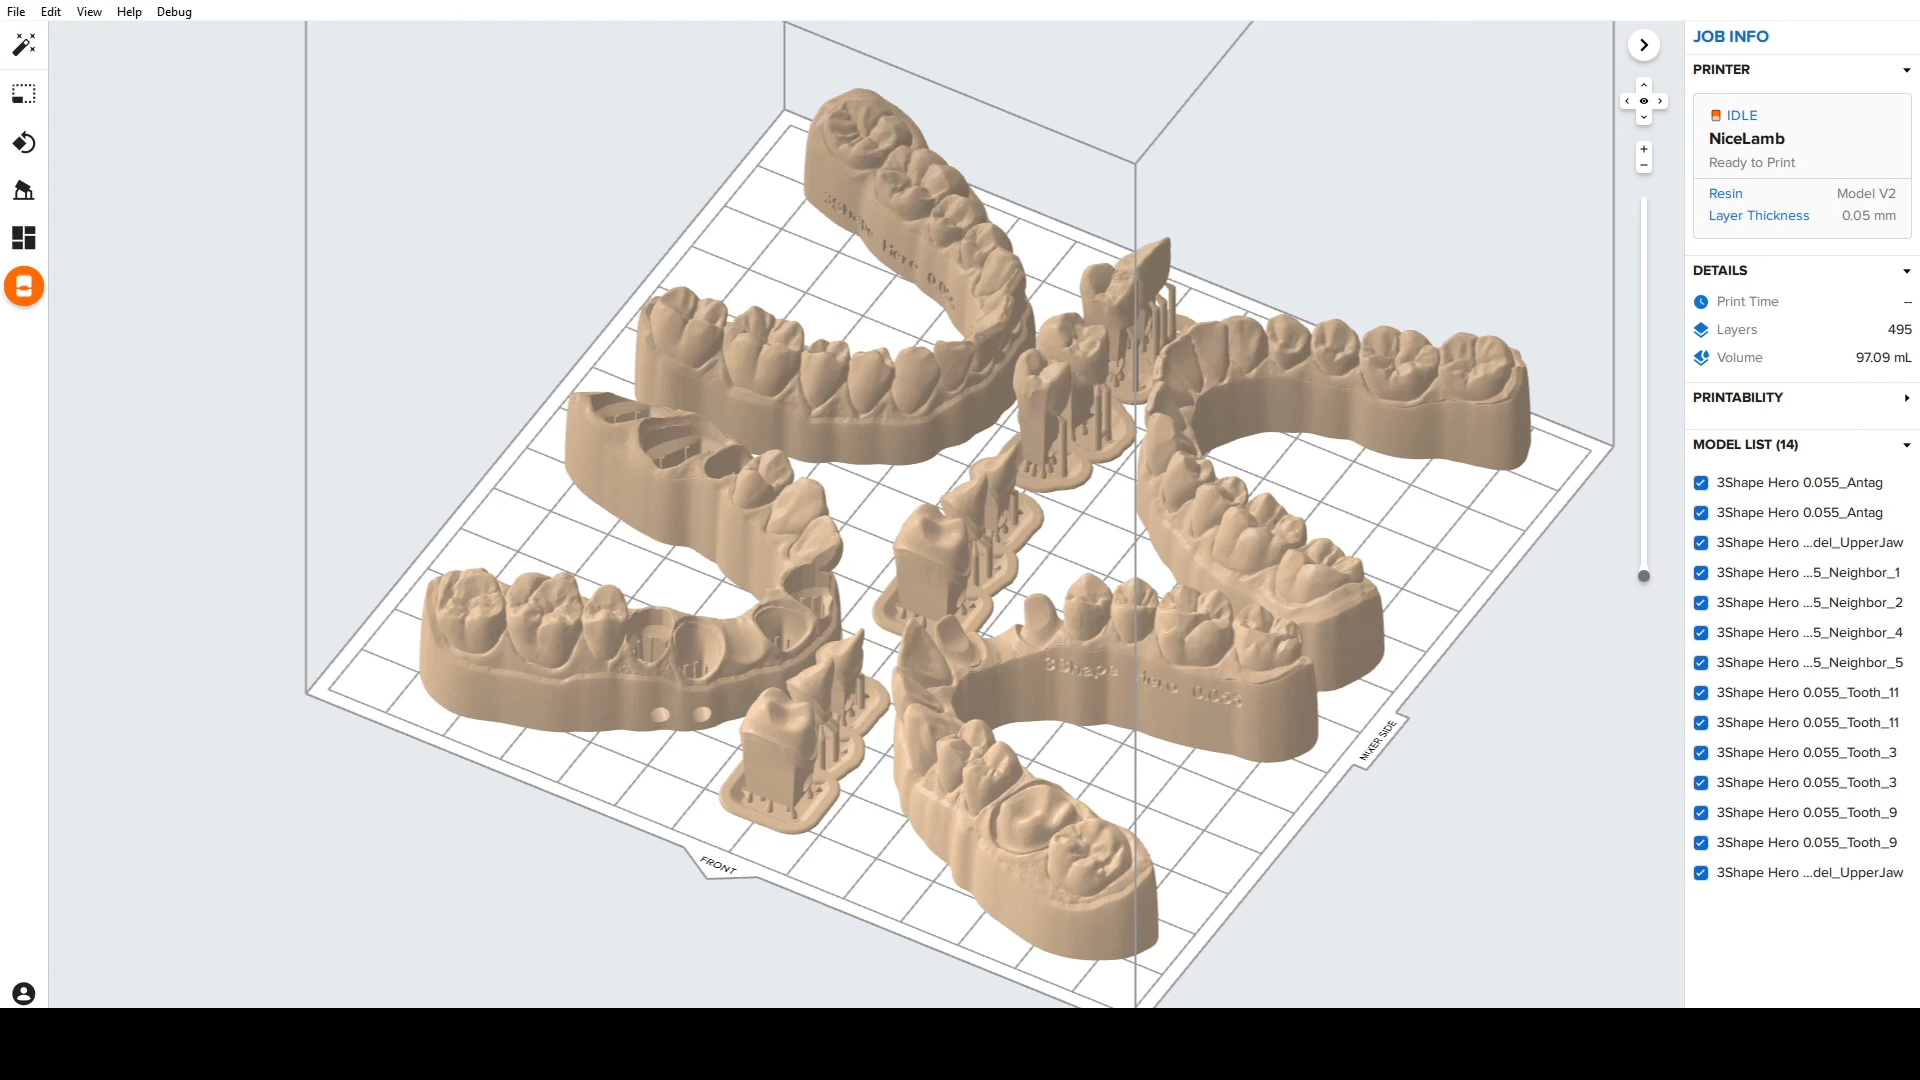 File Edit View Help Debug
JOB INFO
PRINTER
IDLE
NiceLamb
Ready to Print
Resin Model V2
Layer Thickness 0.05 mm
DETAILS
Print Time --
Layers 495
Volume 97.09 mL
PRINTABILITY
MODEL LIST (14)
3Shape Hero 0.055_Antag
3Shape Hero 0.055_Antag
3Shape Hero ...del_UpperJaw
3Shape Hero ...5_Neighbor_1
3Shape Hero ...5_Neighbor_2
3Shape Hero ...5_Neighbor_4
3Shape Hero ...5_Neighbor_5
3Shape Hero 0.055_Tooth_11
3Shape Hero 0.055_Tooth_11
3Shape Hero 0.055_Tooth_3
3Shape Hero 0.055_Tooth_3
3Shape Hero 0.055_Tooth_9
3Shape Hero 0.055_Tooth_9
3Shape Hero ...del_UpperJaw
3Shape Hero
3Shape Hero 0.055
MIXER SIDE
FRONT